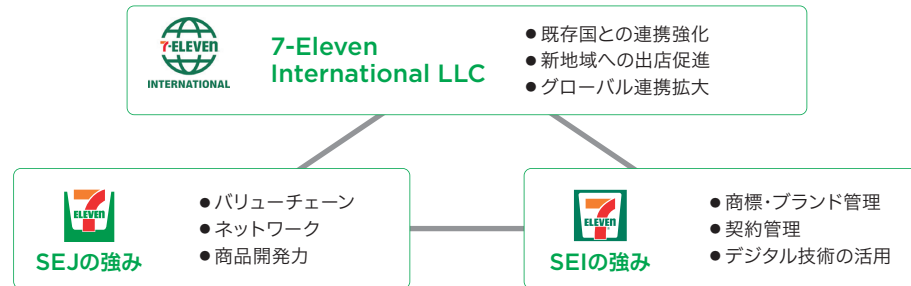 7-ELEVEN
INTERNATIONAL
7-Eleven
International LLC
●既存国との連携強化
●新地域への出店促進
●グローバル連携拡大
7
ELEVEN
SEJの強み
●バリューチェーン
●ネットワーク
●商品開発力
7
ELEVEN
SEIの強み
●商標・ブランド管理
●契約管理
●デジタル技術の活用